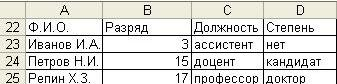 A B C D
22 Ф.И.О. Разряд Должность Степень
23 Иванов И.А. 3 ассистент нет
24 Петров Н.И. 15 доцент кандидат
25 Репин Х.З. 17 профессор доктор